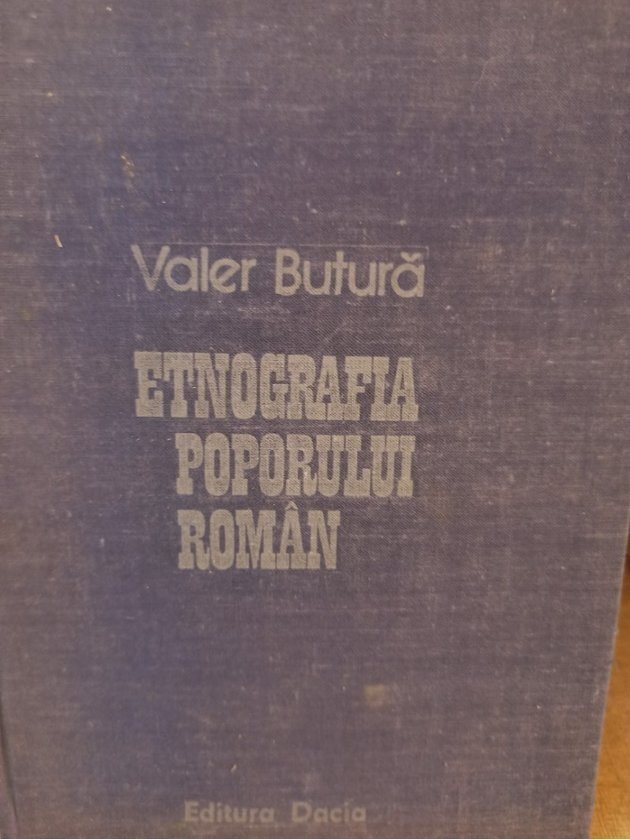 Valer Butură
ETNOGRAFIA
POPORULUI
ROMÂN
Editura Dacia